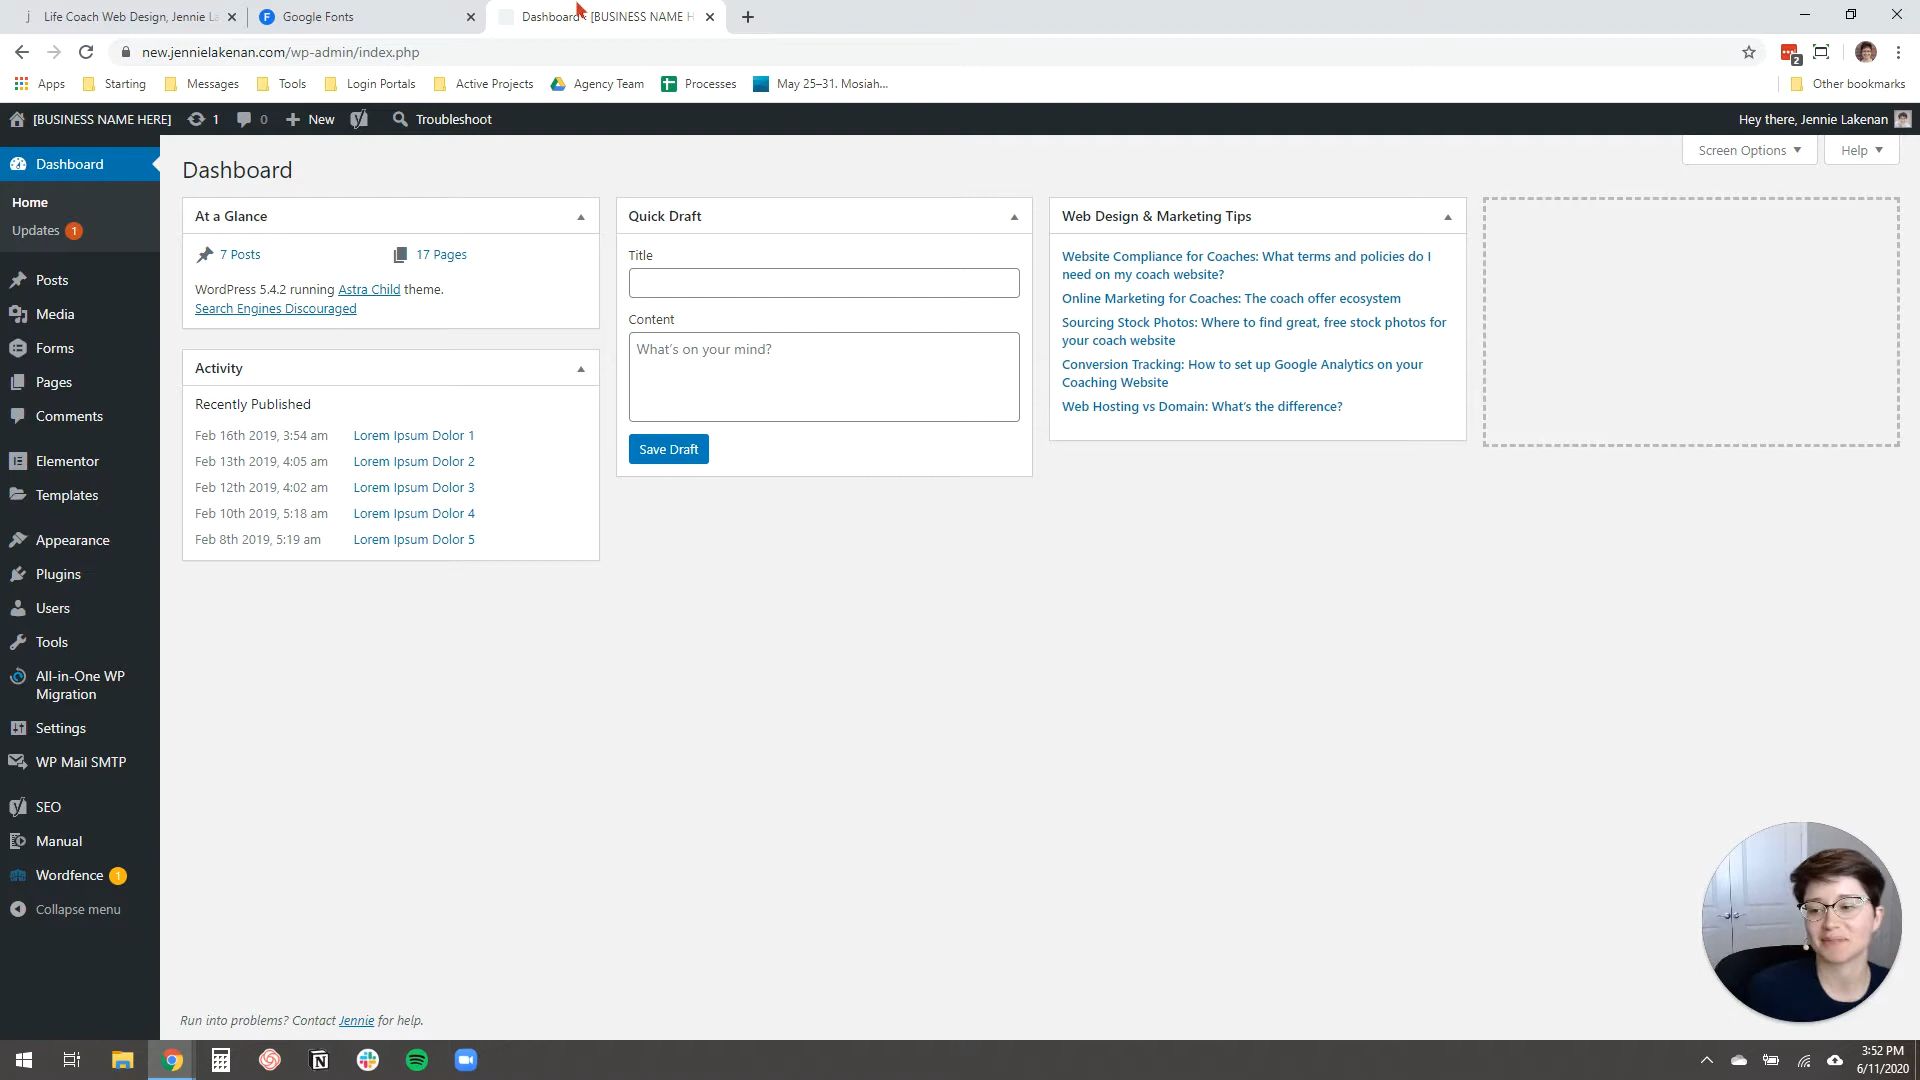 Life Coach Web Design, Jennie La
Google Fonts
Dashboard ‹ [BUSINESS NAME H
new.jennielakenan.com/wp-admin/index.php
2
Apps
Starting
Messages
Tools
Login Portals
Active Projects
Agency Team
Processes
May 25–31. Mosiah...
Other bookmarks
[BUSINESS NAME HERE]
1
0
New
Troubleshoot
Hey there, Jennie Lakenan
Dashboard
Home
Updates 1
Posts
Media
Forms
Pages
Comments
Elementor
Templates
Appearance
Plugins
Users
Tools
All-in-One WP
Migration
Settings
WP Mail SMTP
SEO
Manual
Wordfence 1
Collapse menu
Screen Options
Help
Dashboard
At a Glance
7 Posts
17 Pages
WordPress 5.4.2 running Astra Child theme.
Search Engines Discouraged
Activity
Recently Published
Feb 16th 2019, 3:54 am Lorem Ipsum Dolor 1
Feb 13th 2019, 4:05 am Lorem Ipsum Dolor 2
Feb 12th 2019, 4:02 am Lorem Ipsum Dolor 3
Feb 10th 2019, 5:18 am Lorem Ipsum Dolor 4
Feb 8th 2019, 5:19 am Lorem Ipsum Dolor 5
Quick Draft
Title
Content
What's on your mind?
Save Draft
Web Design & Marketing Tips
Website Compliance for Coaches: What terms and policies do I
need on my coach website?
Online Marketing for Coaches: The coach offer ecosystem
Sourcing Stock Photos: Where to find great, free stock photos for
your coach website
Conversion Tracking: How to set up Google Analytics on your
Coaching Website
Web Hosting vs Domain: What's the difference?
Run into problems? Contact Jennie for help.
3:52 PM
6/11/2020